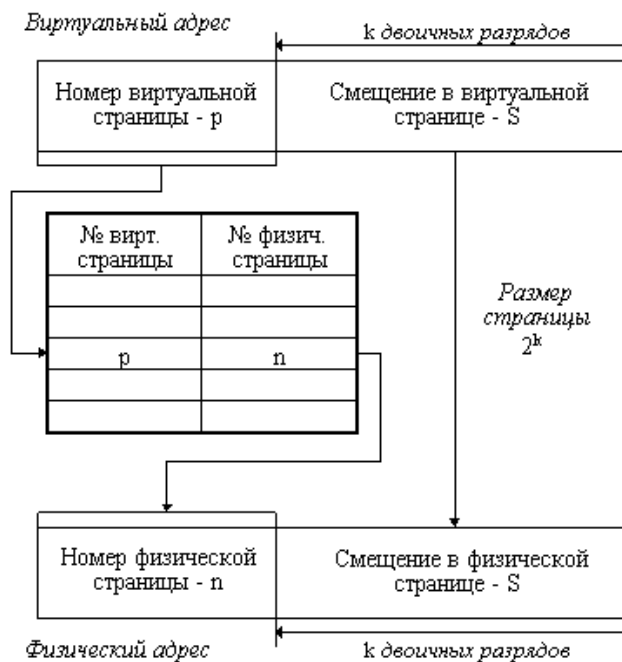 Виртуальный адрес
k двоичных разрядов
Номер виртуальной
страницы - p
Смещение в виртуальной
странице - S
№ вирт.
страницы
№ физич.
страницы
Размер
страницы
2^k
p
n
Номер физической
страницы - n
Смещение в физической
странице - S
Физический адрес
k двоичных разрядов